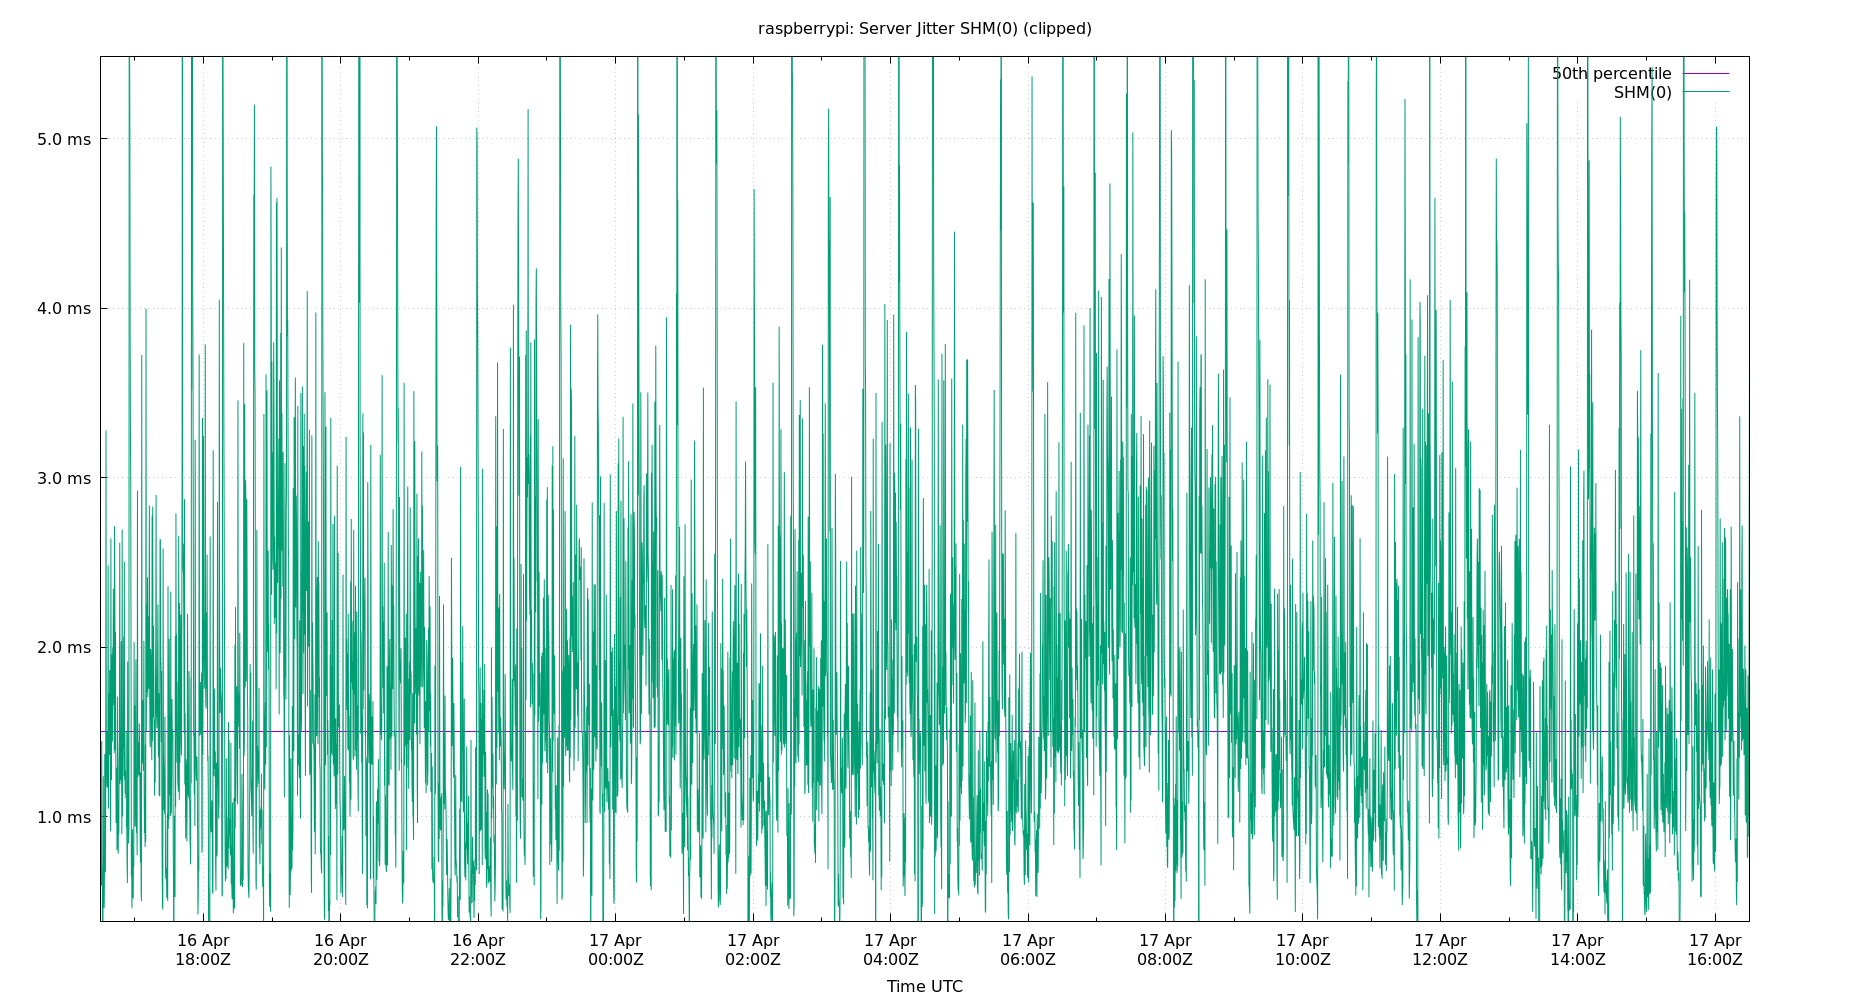 raspberrypi: Server Jitter SHM(0) (clipped)
50th percentile
SHM(0)
5.0 ms
4.0 ms
3.0 ms
2.0 ms
1.0 ms
16 Apr 16 Apr 16 Apr 17 Apr 17 Apr 17 Apr 17 Apr 17 Apr 17 Apr 17 Apr 17 Apr 17 Apr
18:00Z 20:00Z 22:00Z 00:00Z 02:00Z 04:00Z 06:00Z 08:00Z 10:00Z 12:00Z 14:00Z 16:00Z
Time UTC